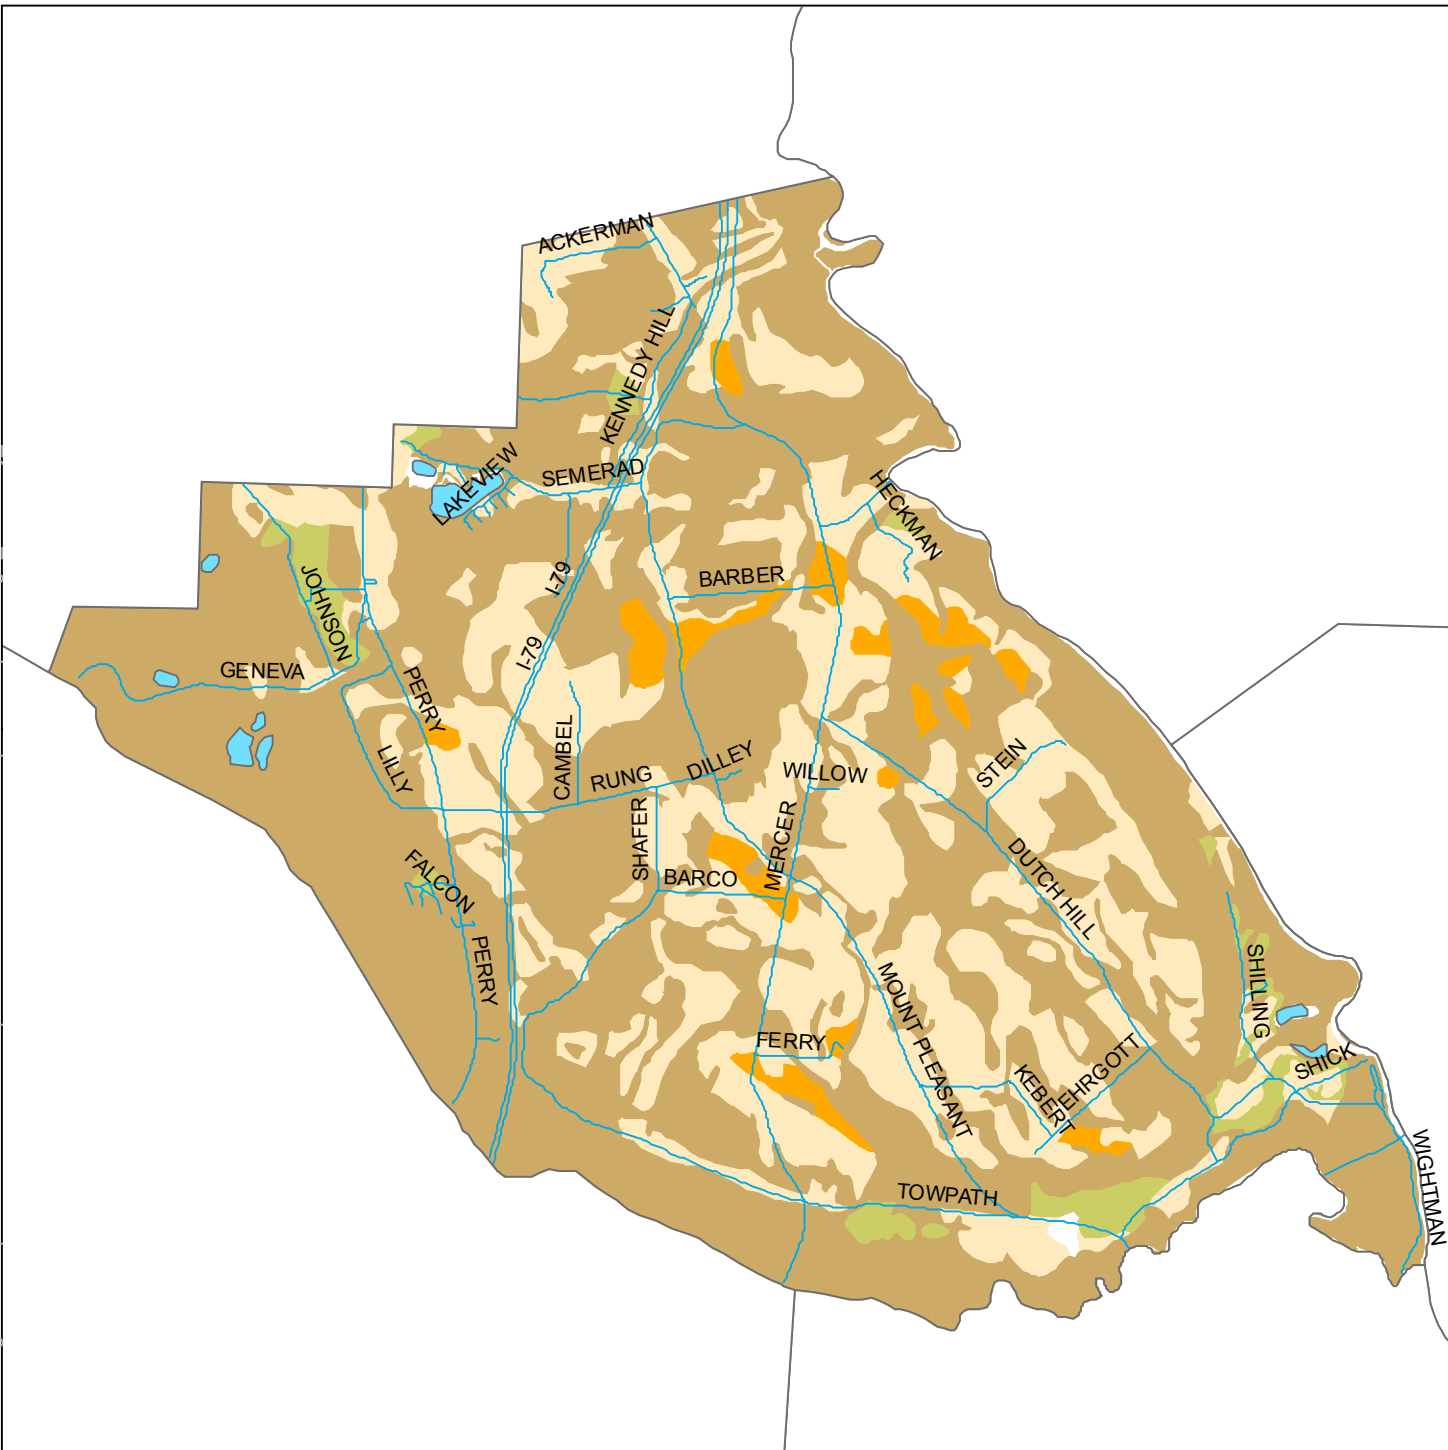 ACKERMAN
KENNEDY HILL
LAKEVIEW
SEMERAD
HECKMAN
I-79
BARBER
JOHNSON
I-79
GENEVA
PERRY
CAMBEL
LILLY
RUNG
DILLEY
WILLOW
STEIN
SHAFER
MERCER
DUTCH HILL
FALCON
BARCO
PERRY
MOUNT PLEASANT
SHILLING
FERRY
KEBERT
EHRGOTT
SHICK
WIGHTMAN
TOWPATH